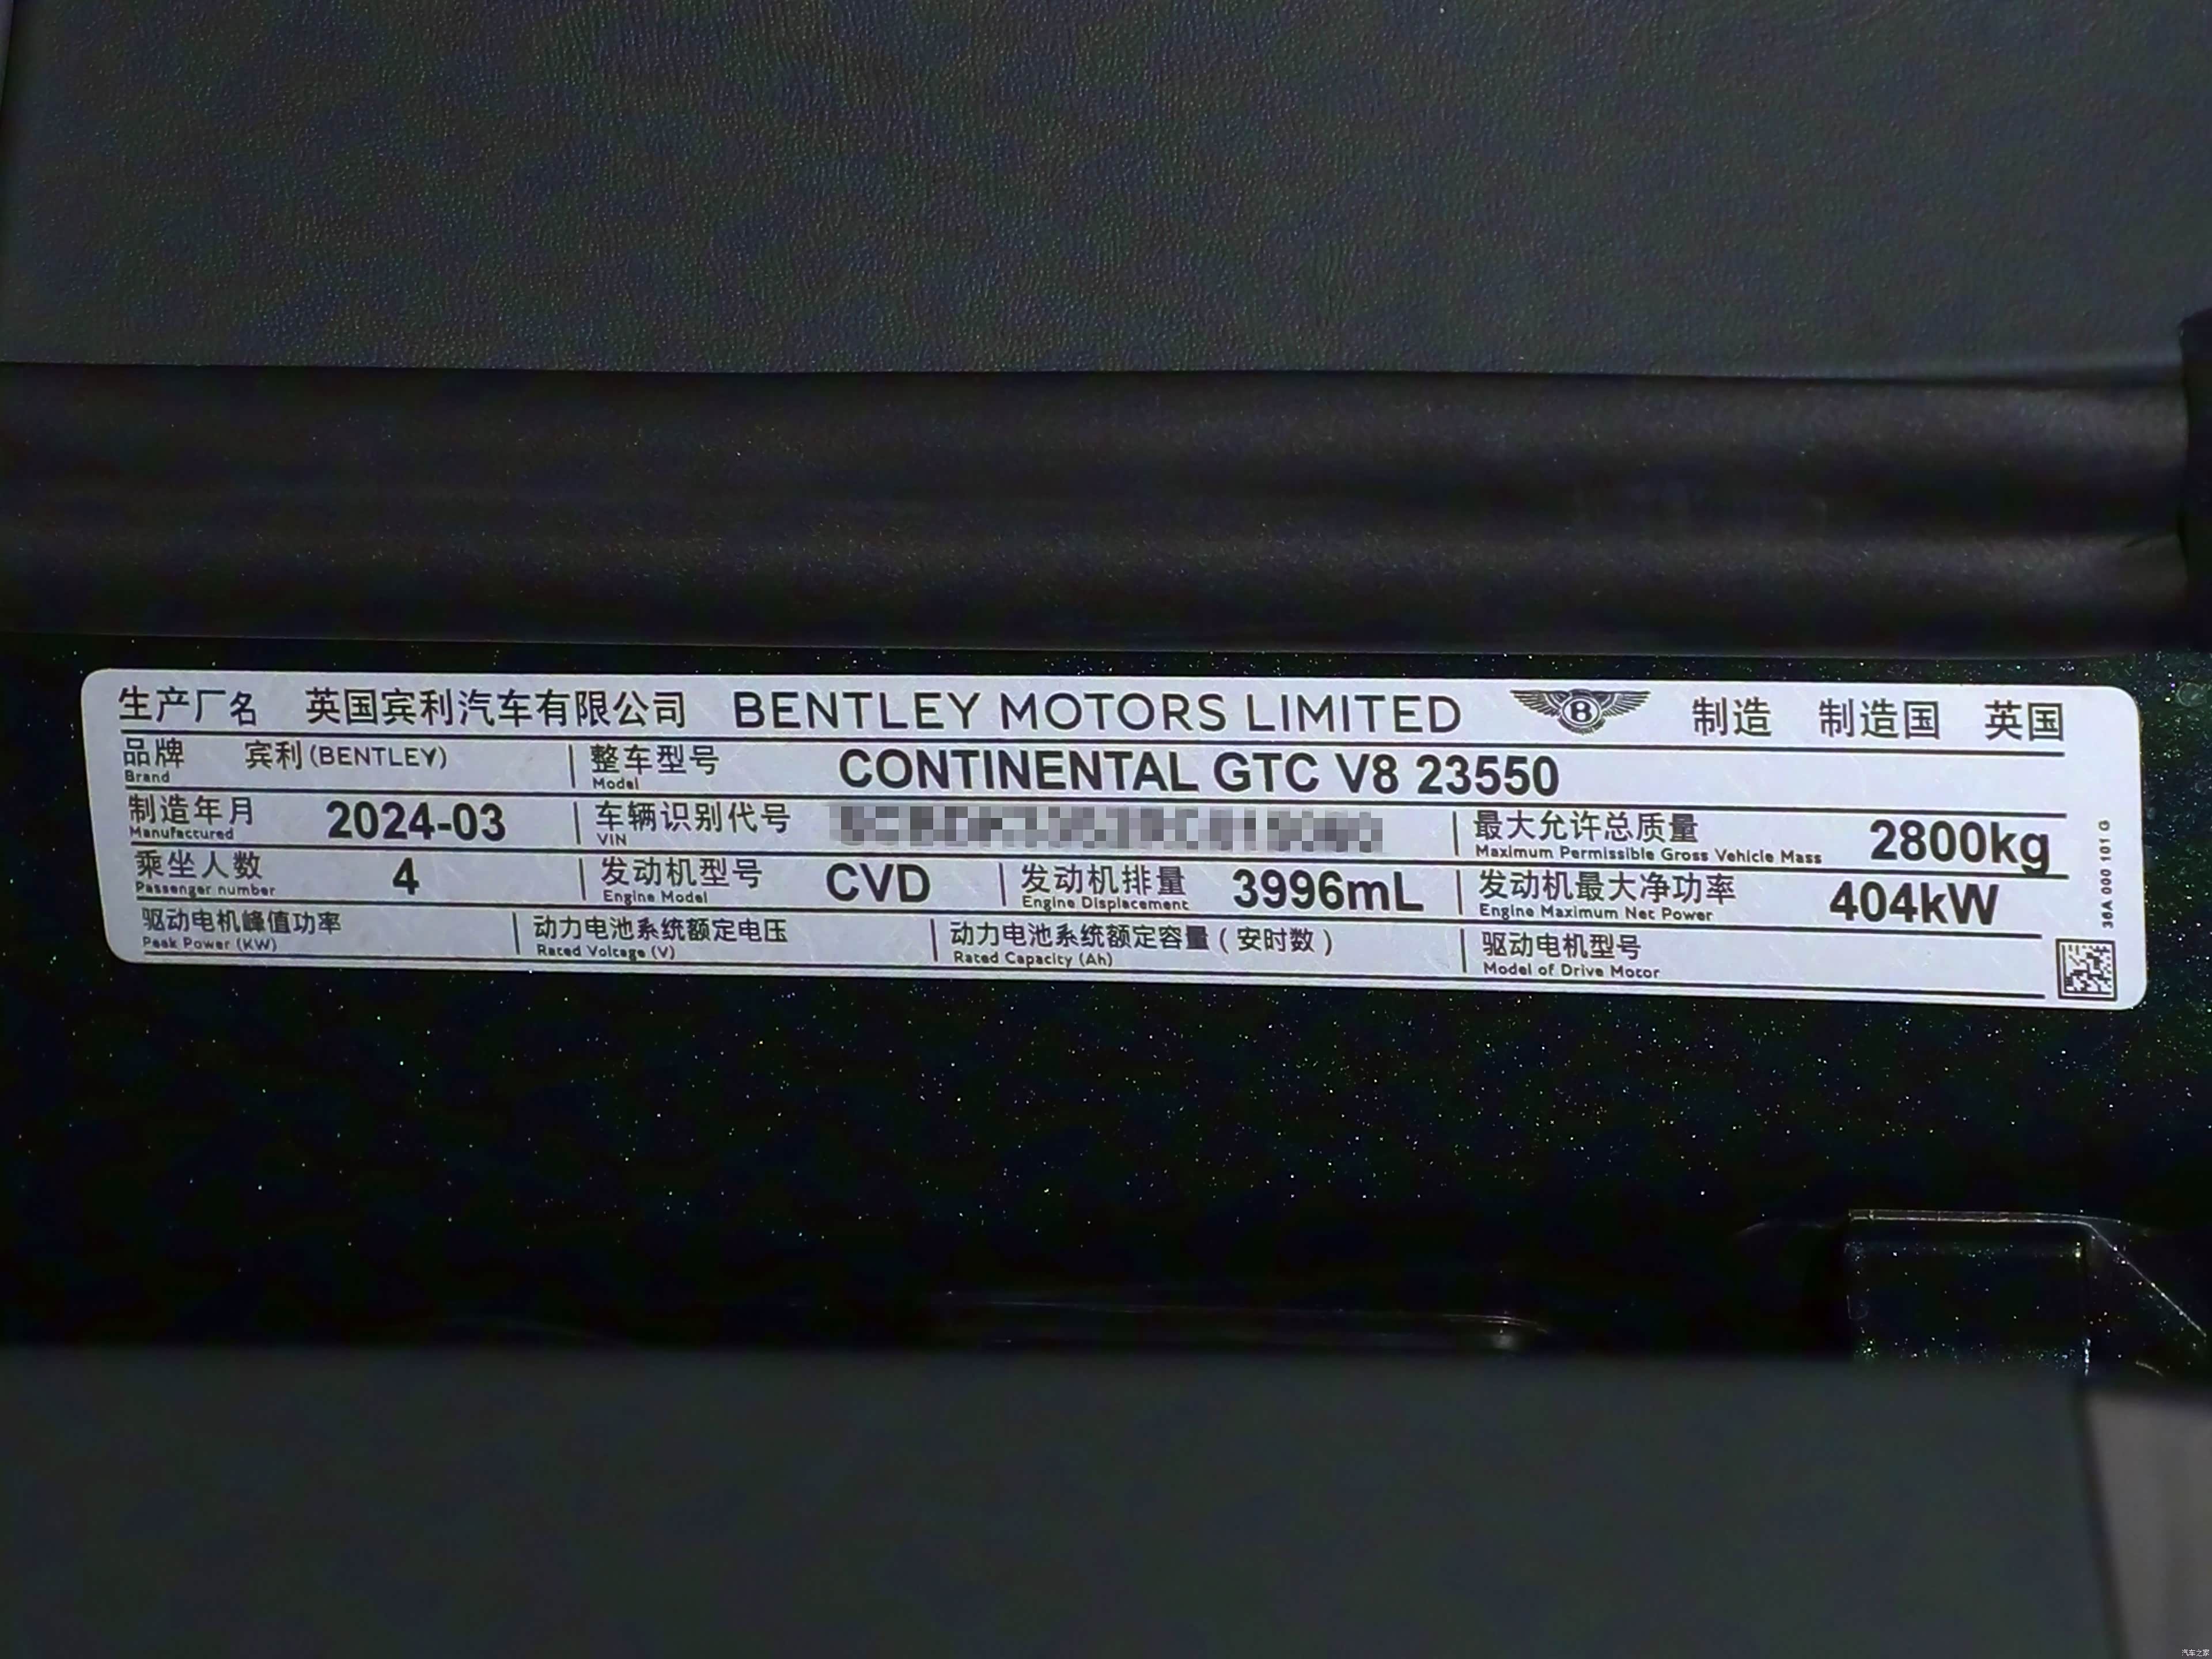 生产厂名 英国宾利汽车有限公司 BENTLEY MOTORS LIMITED B 制造 制造国 英国
品牌 宾利(BENTLEY) 整车型号 CONTINENTAL GTC V8 23550
Brand Model
制造年月 2024-03 车辆识别代号 最大允许总质量 2800kg
Manufactured VIN Maximum Permissible Gross Vehicle Mass
乘坐人数 4 发动机型号 CVD 发动机排量 3996mL 发动机最大净功率 404kW
Passenger number Engine Model Engine Displacement Engine Maximum Net Power
驱动电机峰值功率 动力电池系统额定电压 动力电池系统额定容量(安时数) 驱动电机型号
Peak Power (KW) Rated Voltage (V) Rated Capacity (Ah) Model of Drive Motor
36A 000 101 G
汽车之家